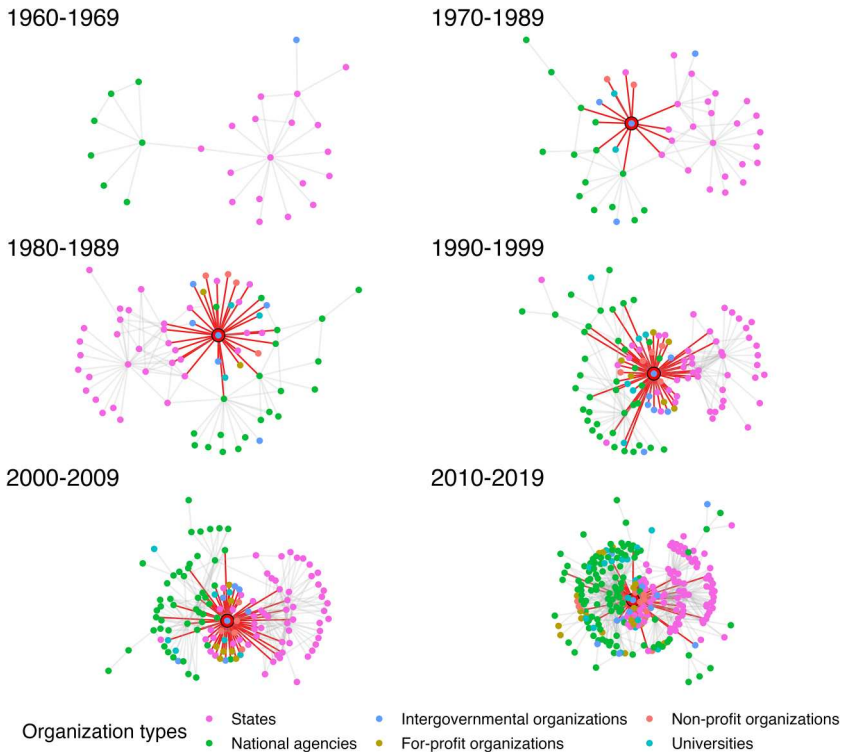 1960-1969
1970-1989
1980-1989
1990-1999
2000-2009
2010-2019
Organization types
States
Intergovernmental organizations
Non-profit organizations
National agencies
For-profit organizations
Universities